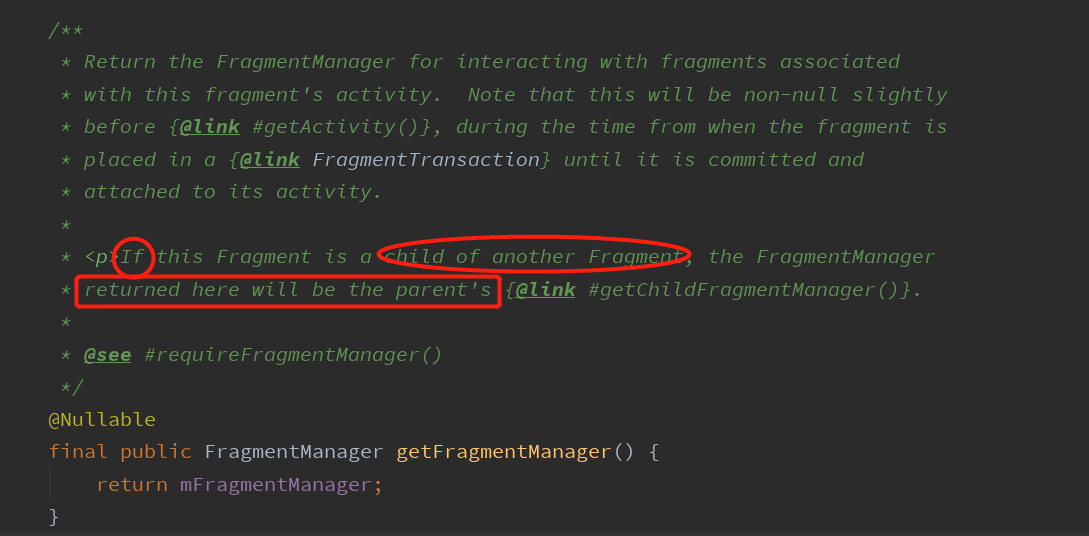 /**
* Return the FragmentManager for interacting with fragments associated
* with this fragment's activity.  Note that this will be non-null slightly
* before {@link #getActivity()}, during the time from when the fragment is
* placed in a {@link FragmentTransaction} until it is committed and
* attached to its activity.
*
* <p>If this Fragment is a child of another Fragment, the FragmentManager
* returned here will be the parent's {@link #getChildFragmentManager()}.
*
* @see #requireFragmentManager()
*/
@Nullable
final public FragmentManager getFragmentManager() {
return mFragmentManager;
}